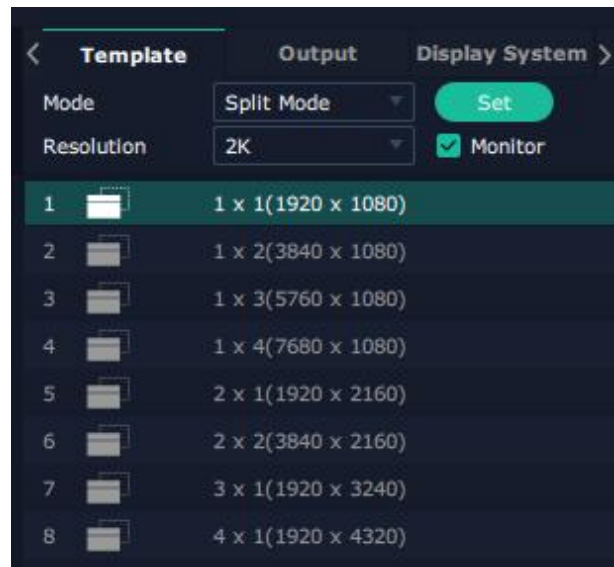 Template Output Display System
Mode Split Mode Set
Resolution 2K Monitor
1 1 x 1(1920 x 1080)
2 1 x 2(3840 x 1080)
3 1 x 3(5760 x 1080)
4 1 x 4(7680 x 1080)
5 2 x 1(1920 x 2160)
6 2 x 2(3840 x 2160)
7 3 x 1(1920 x 3240)
8 4 x 1(1920 x 4320)